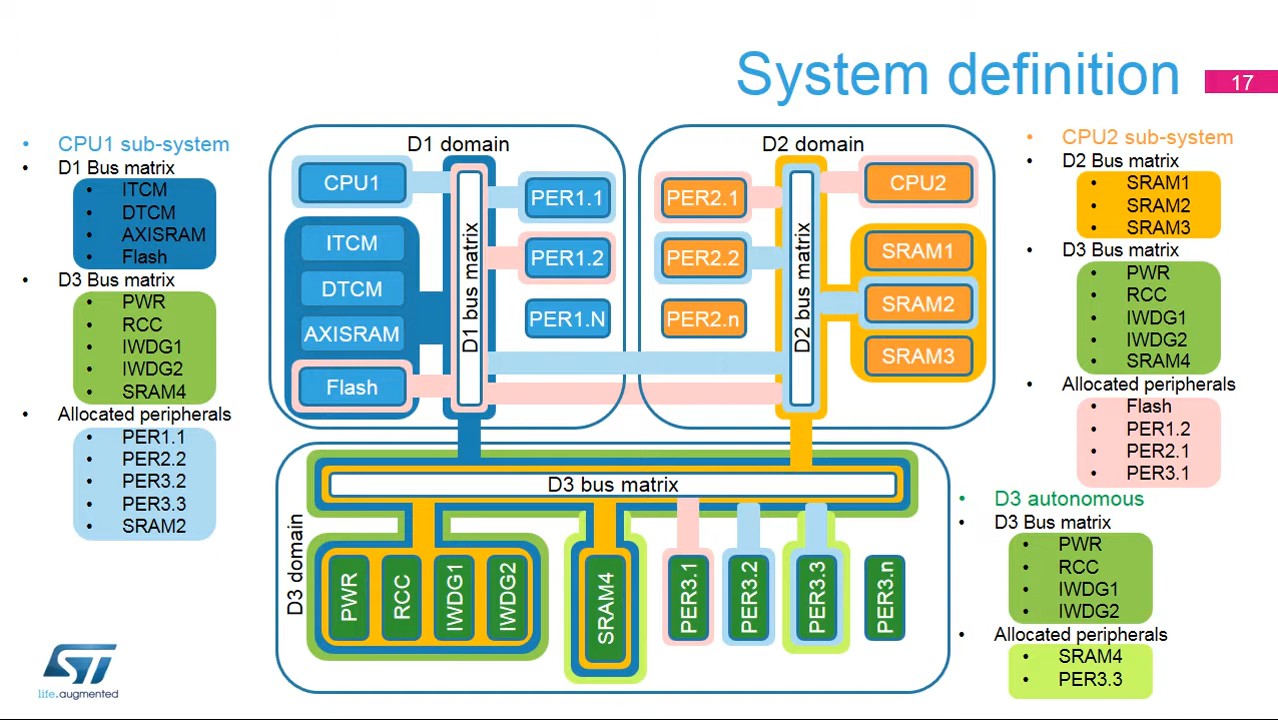 System definition
17
• CPU1 sub-system
• D1 Bus matrix
• ITCM
• DTCM
• AXISRAM
• Flash
• D3 Bus matrix
• PWR
• RCC
• IWDG1
• IWDG2
• SRAM4
• Allocated peripherals
• PER1.1
• PER2.2
• PER3.2
• PER3.3
• SRAM2
D1 domain
CPU1
ITCM
DTCM
AXISRAM
Flash
D1 bus matrix
PER1.1
PER1.2
PER1.N
D2 domain
PER2.1
PER2.2
PER2.n
D2 bus matrix
CPU2
SRAM1
SRAM2
SRAM3
D3 bus matrix
D3 domain
PWR
RCC
IWDG1
IWDG2
SRAM4
PER3.1
PER3.2
PER3.3
PER3.n
• CPU2 sub-system
• D2 Bus matrix
• SRAM1
• SRAM2
• SRAM3
• D3 Bus matrix
• PWR
• RCC
• IWDG1
• IWDG2
• SRAM4
• Allocated peripherals
• Flash
• PER1.2
• PER2.1
• PER3.1
• D3 autonomous
• D3 Bus matrix
• PWR
• RCC
• IWDG1
• IWDG2
• Allocated peripherals
• SRAM4
• PER3.3
ST
life.augmented